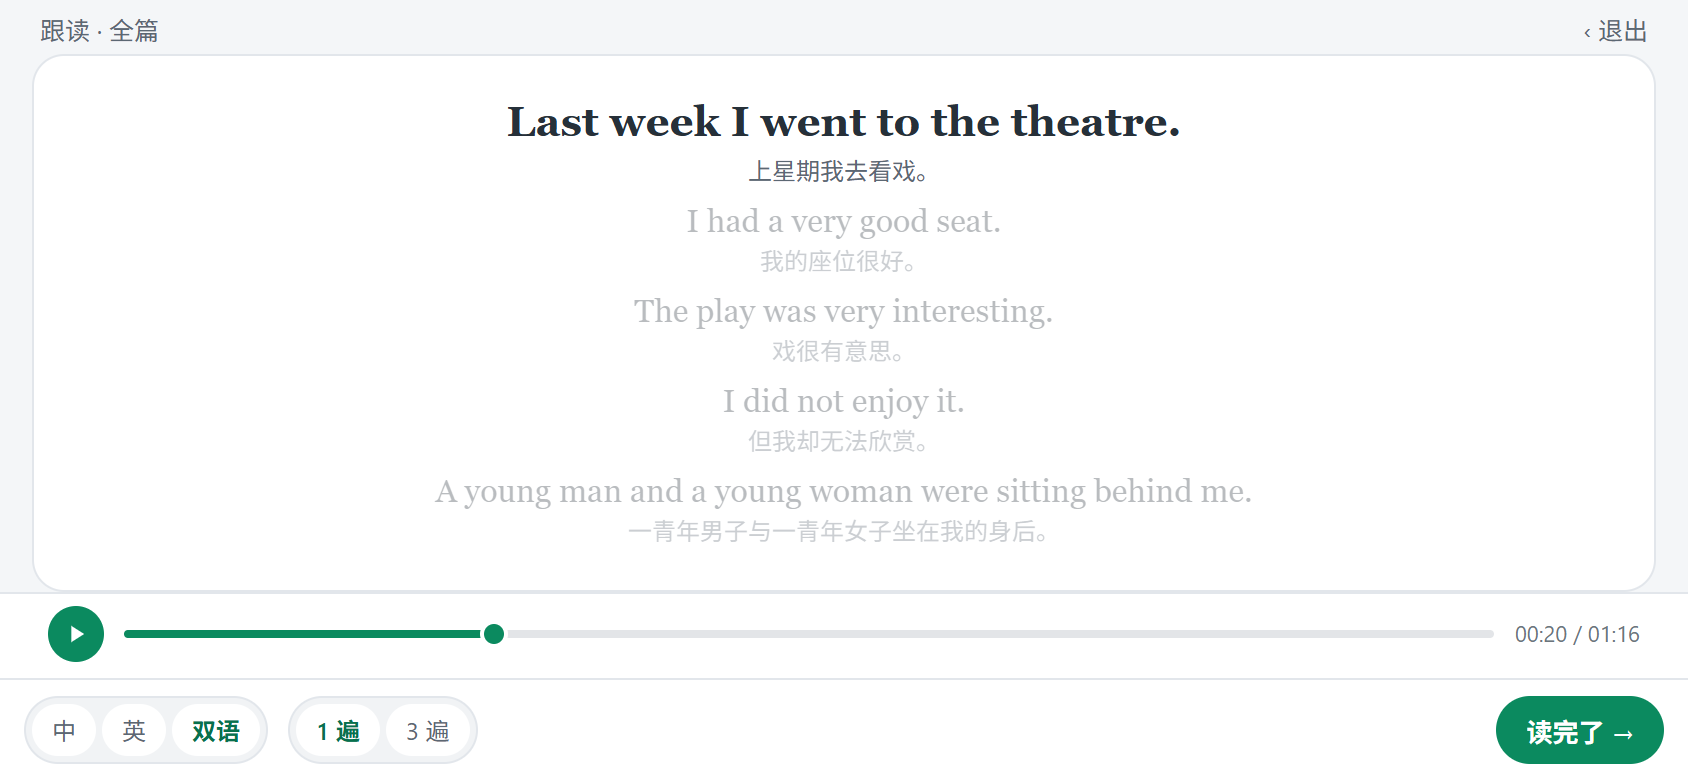 跟读 · 全篇
‹ 退出
Last week I went to the theatre.
上星期我去看戏。
I had a very good seat.
我的座位很好。
The play was very interesting.
戏很有意思。
I did not enjoy it.
但我却无法欣赏。
A young man and a young woman were sitting behind me.
一青年男子与一青年女子坐在我的身后。
00:20 / 01:16
中 英 双语 1 遍 3 遍 读完了 →